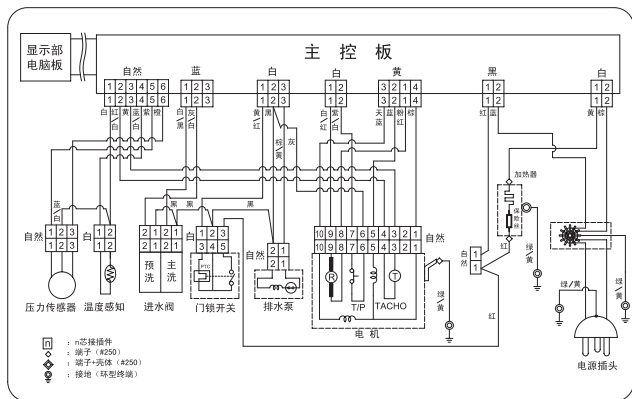 显示部
电脑板
主控板
自然 蓝 白 白 黄 黑 白
1 2 3 4 5 6 1 2 3 1 2 3 1 2 3 2 1 4 1 2 1 2
1 2 3 4 5 6 1 2 3 1 2 3 1 2 3 2 1 4 1 2 1 2
白 红/白 黄 蓝/白 紫 橙 白/黑 灰/白 黄/红 黑 棕/黄 灰 白/红 紫/白 天蓝 蓝 粉红 棕 红 蓝 黄 棕
加热器
保险丝
蓝/白
黑 黑 黑
红
绿/黄
自然 白 自然 自然 自然
1 2 3 1 2 2 1 2 1 1 2 3 2 1 10 9 8 7 6 5 4 3 2 1 1
1 2 3 1 2 2 1 2 1 3 4 5 2 1 10 9 8 7 6 5 4 3 2 1 1
预洗 主洗 PTC M R T
T/P TACHO
绿/黄
红
绿/黄
绿/黄
压力传感器 温度感知 进水阀 门锁开关 排水泵 电机 电源插头
n : n芯接插件
: 端子(#250)
: 端子+壳体(#250)
: 接地(环型终端)